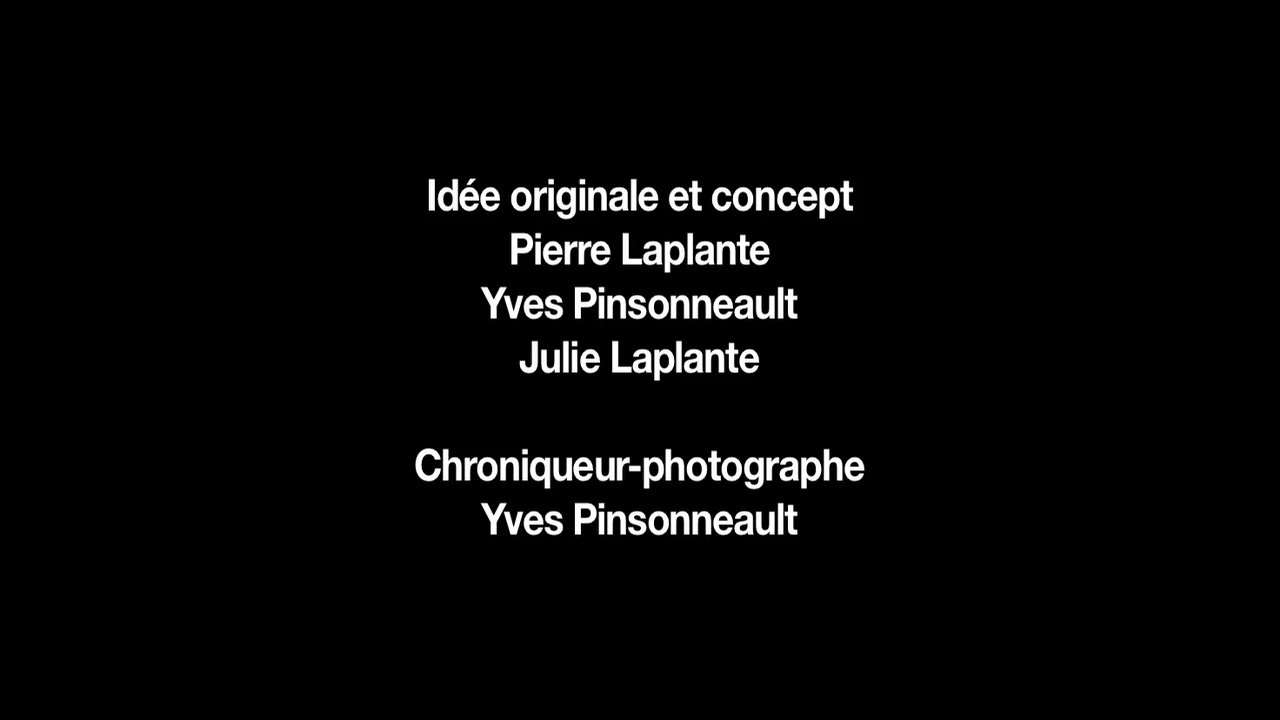 Idée originale et concept
Pierre Laplante
Yves Pinsonneault
Julie Laplante
Chroniqueur-photographe
Yves Pinsonneault